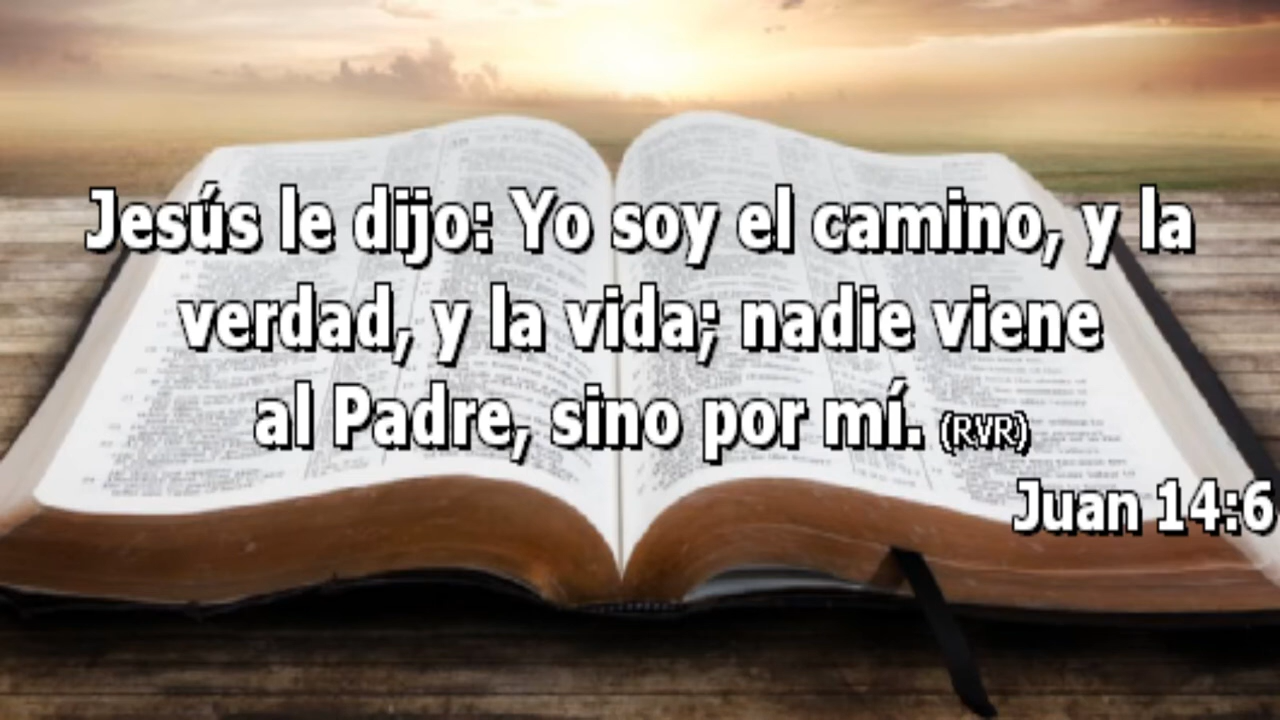 Jesús le dijo: Yo soy el camino, y la
verdad, y la vida; nadie viene
al Padre, sino por mí. (RVR)
Juan 14:6